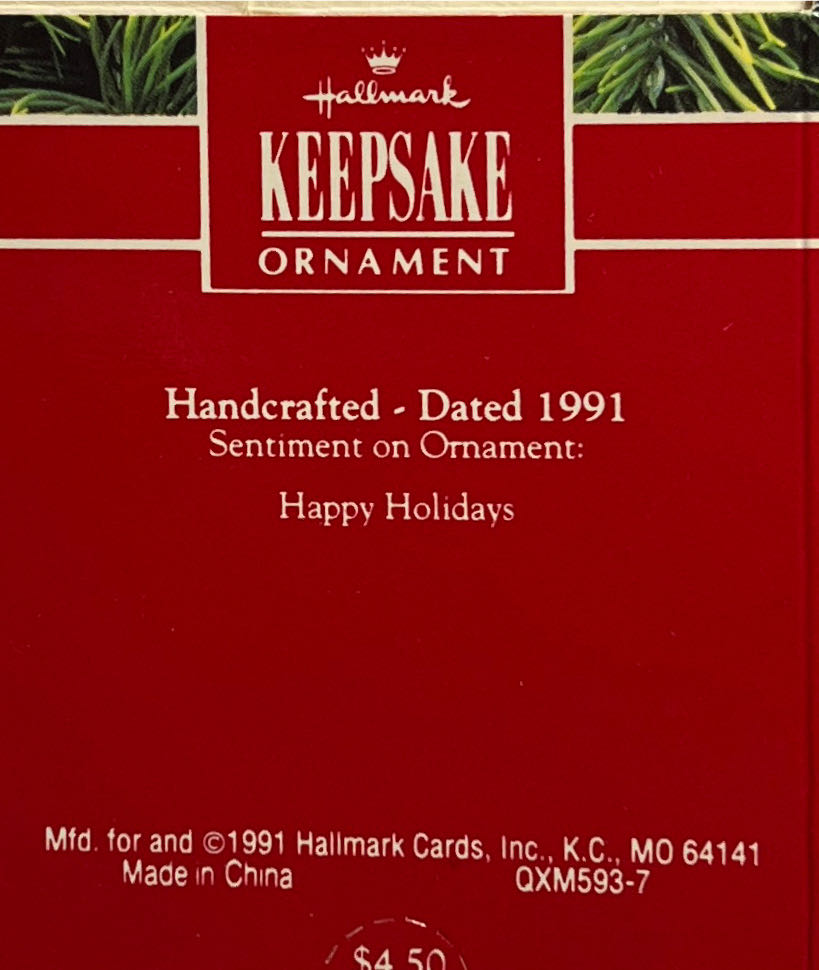 Hallmark
KEEPSAKE
ORNAMENT
Handcrafted - Dated 1991
Sentiment on Ornament:
Happy Holidays
Mfd. for and ©1991 Hallmark Cards, Inc., K.C., MO 64141
Made in China QXM593-7
$4.50